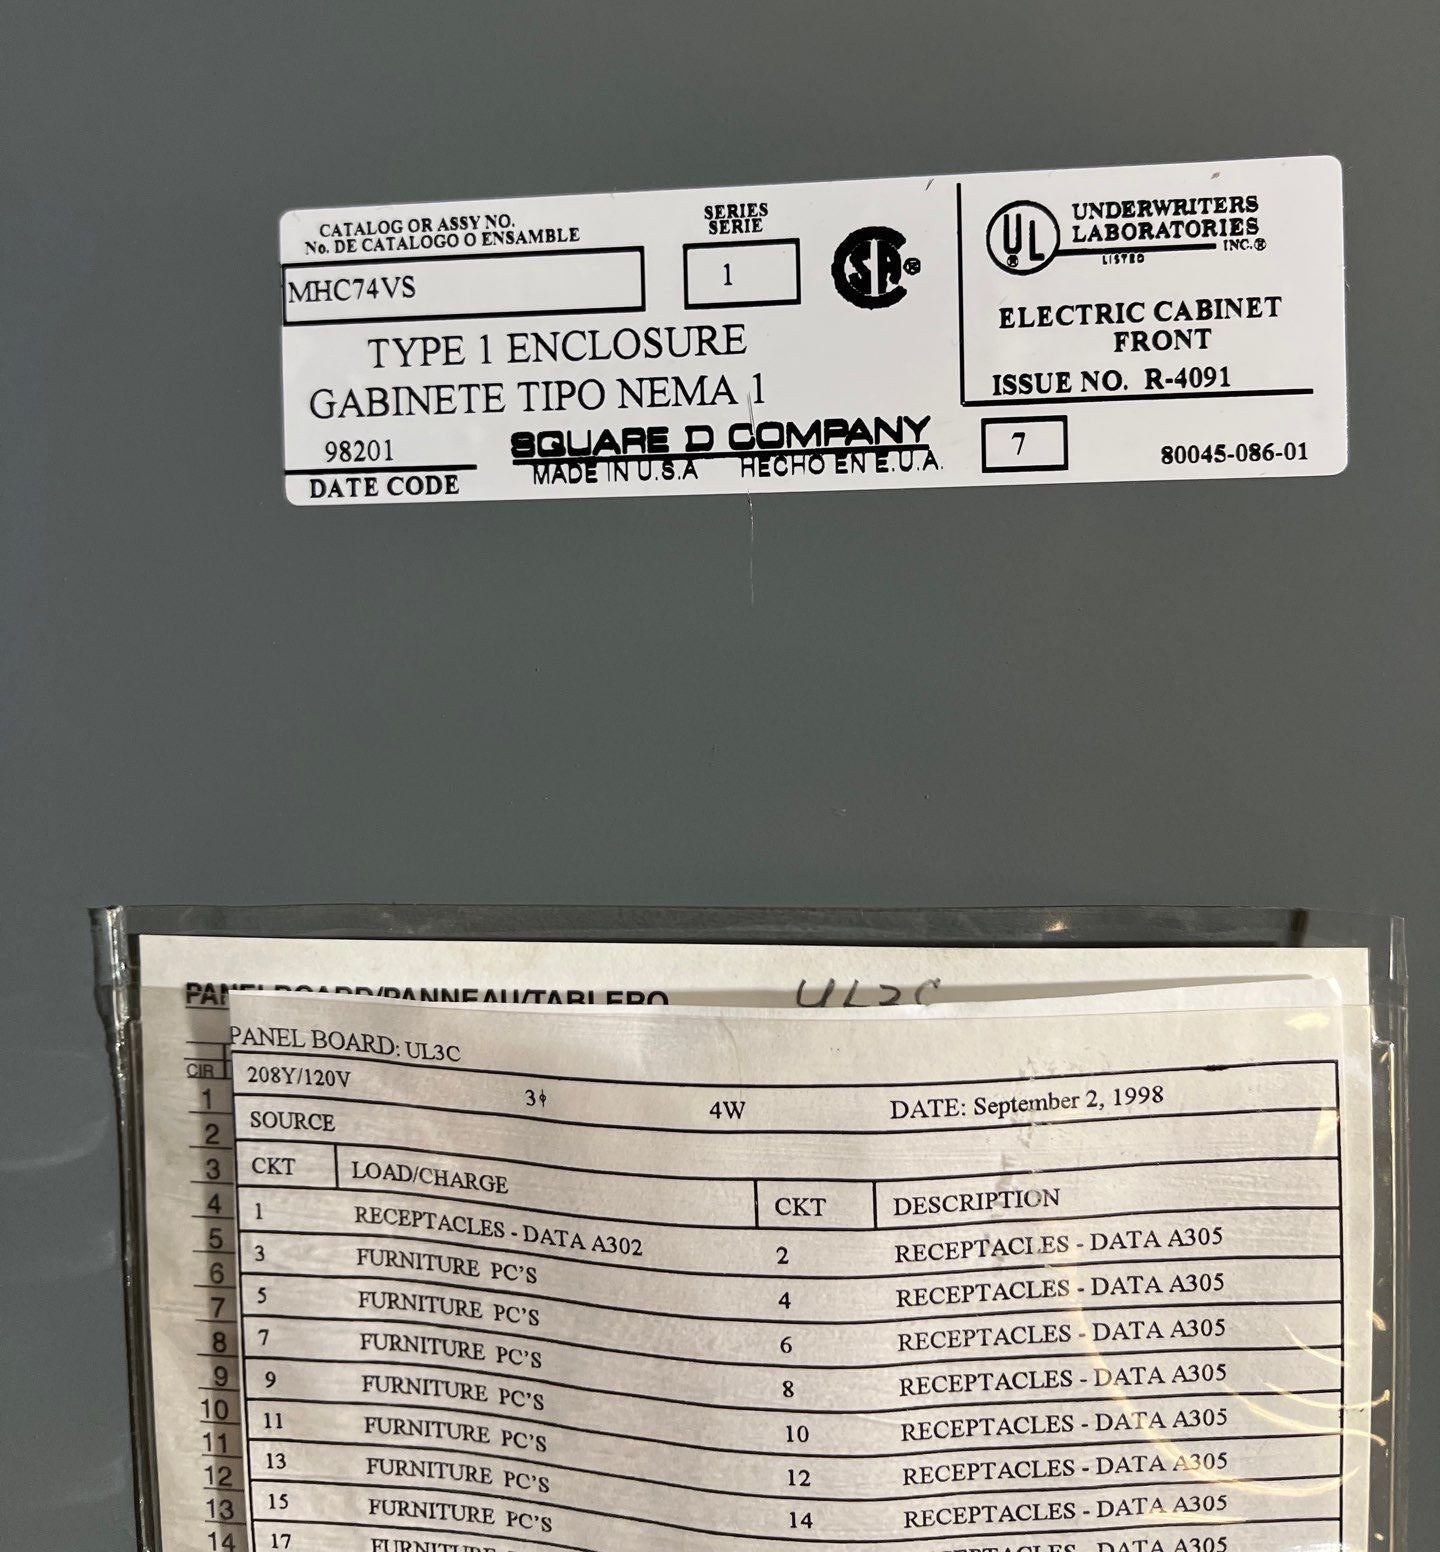 CATALOG OR ASSY NO.
No. DE CATALOGO O ENSAMBLE
MHC74VS
SERIES
SERIE
1
SA®
TYPE 1 ENCLOSURE
GABINETE TIPO NEMA 1
98201
DATE CODE
SQUARE D COMPANY
MADE IN U.S.A HECHO EN E.U.A.
UL®
UNDERWRITERS
LABORATORIES
INC.®
LISTED
ELECTRIC CABINET
FRONT
ISSUE NO. R-4091
7
80045-086-01
PANELBOARD/PANNEAU/TABLERO
CIR
1
2
3
4
5
6
7
8
9
10
11
12
13
14
PANEL BOARD: UL3C
208Y/120V 3ϕ 4W DATE: September 2, 1998
SOURCE
CKT LOAD/CHARGE CKT DESCRIPTION
1 RECEPTACLES - DATA A302 2 RECEPTACLES - DATA A305
3 FURNITURE PC'S 4 RECEPTACLES - DATA A305
5 FURNITURE PC'S 6 RECEPTACLES - DATA A305
7 FURNITURE PC'S 8 RECEPTACLES - DATA A305
9 FURNITURE PC'S 10 RECEPTACLES - DATA A305
11 FURNITURE PC'S 12 RECEPTACLES - DATA A305
13 FURNITURE PC'S 14 RECEPTACLES - DATA A305
15 FURNITURE PC'S RECEPTACLES - DATA A305
17 FURNITURE